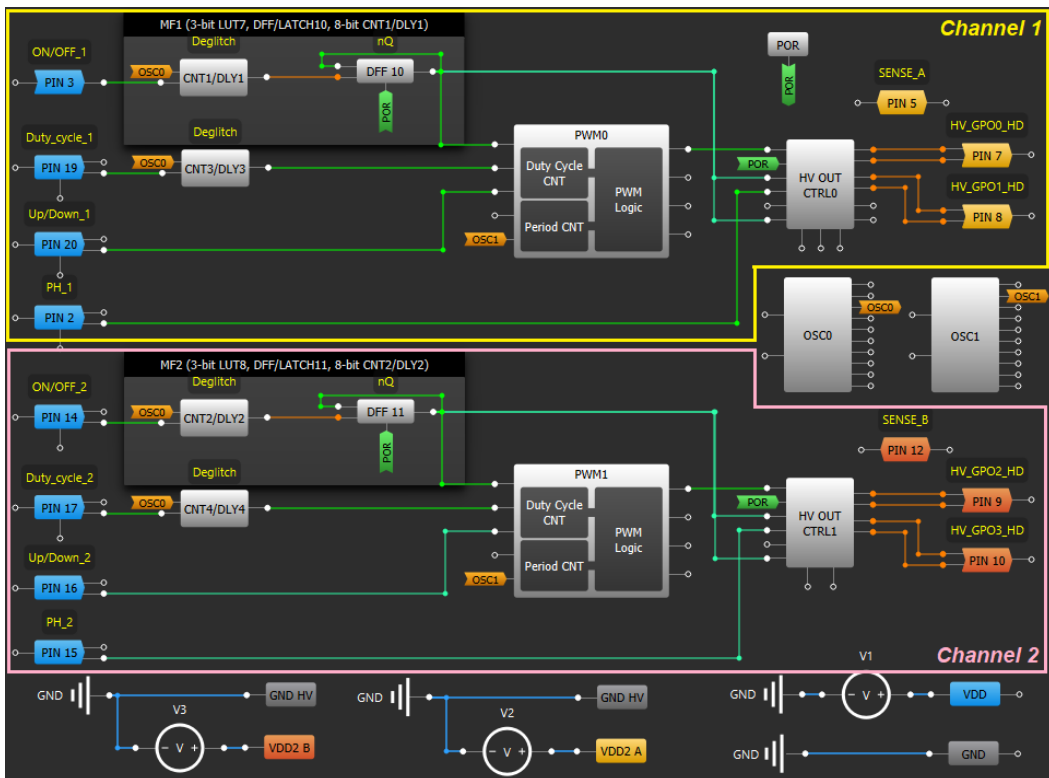 MF1 (3-bit LUT7, DFF/LATCH10, 8-bit CNT1/DLY1)
Channel 1
ON/OFF_1
Deglitch
nQ
POR
PIN 3
OSC0
CNT1/DLY1
DFF 10
POR
POR
SENSE_A
PIN 5
Duty_cycle_1
Deglitch
PWM0
HV_GPO0_HD
PIN 19
OSC0
CNT3/DLY3
Duty Cycle
CNT
PWM
Logic
Period CNT
OSC1
POR
HV OUT
CTRL0
PIN 7
HV_GPO1_HD
PIN 8
Up/Down_1
PIN 20
PH_1
PIN 2
OSC0
OSC0
OSC1
OSC1
MF2 (3-bit LUT8, DFF/LATCH11, 8-bit CNT2/DLY2)
ON/OFF_2
Deglitch
nQ
PIN 14
OSC0
CNT2/DLY2
DFF 11
POR
SENSE_B
PIN 12
Duty_cycle_2
Deglitch
PWM1
HV_GPO2_HD
PIN 17
OSC0
CNT4/DLY4
Duty Cycle
CNT
PWM
Logic
Period CNT
OSC1
POR
HV OUT
CTRL1
PIN 9
HV_GPO3_HD
PIN 10
Up/Down_2
PIN 16
PH_2
PIN 15
Channel 2
GND
GND HV
V3
- V +
VDD2 B
GND
GND HV
V2
- V +
VDD2 A
V1
GND
- V +
VDD
GND
GND